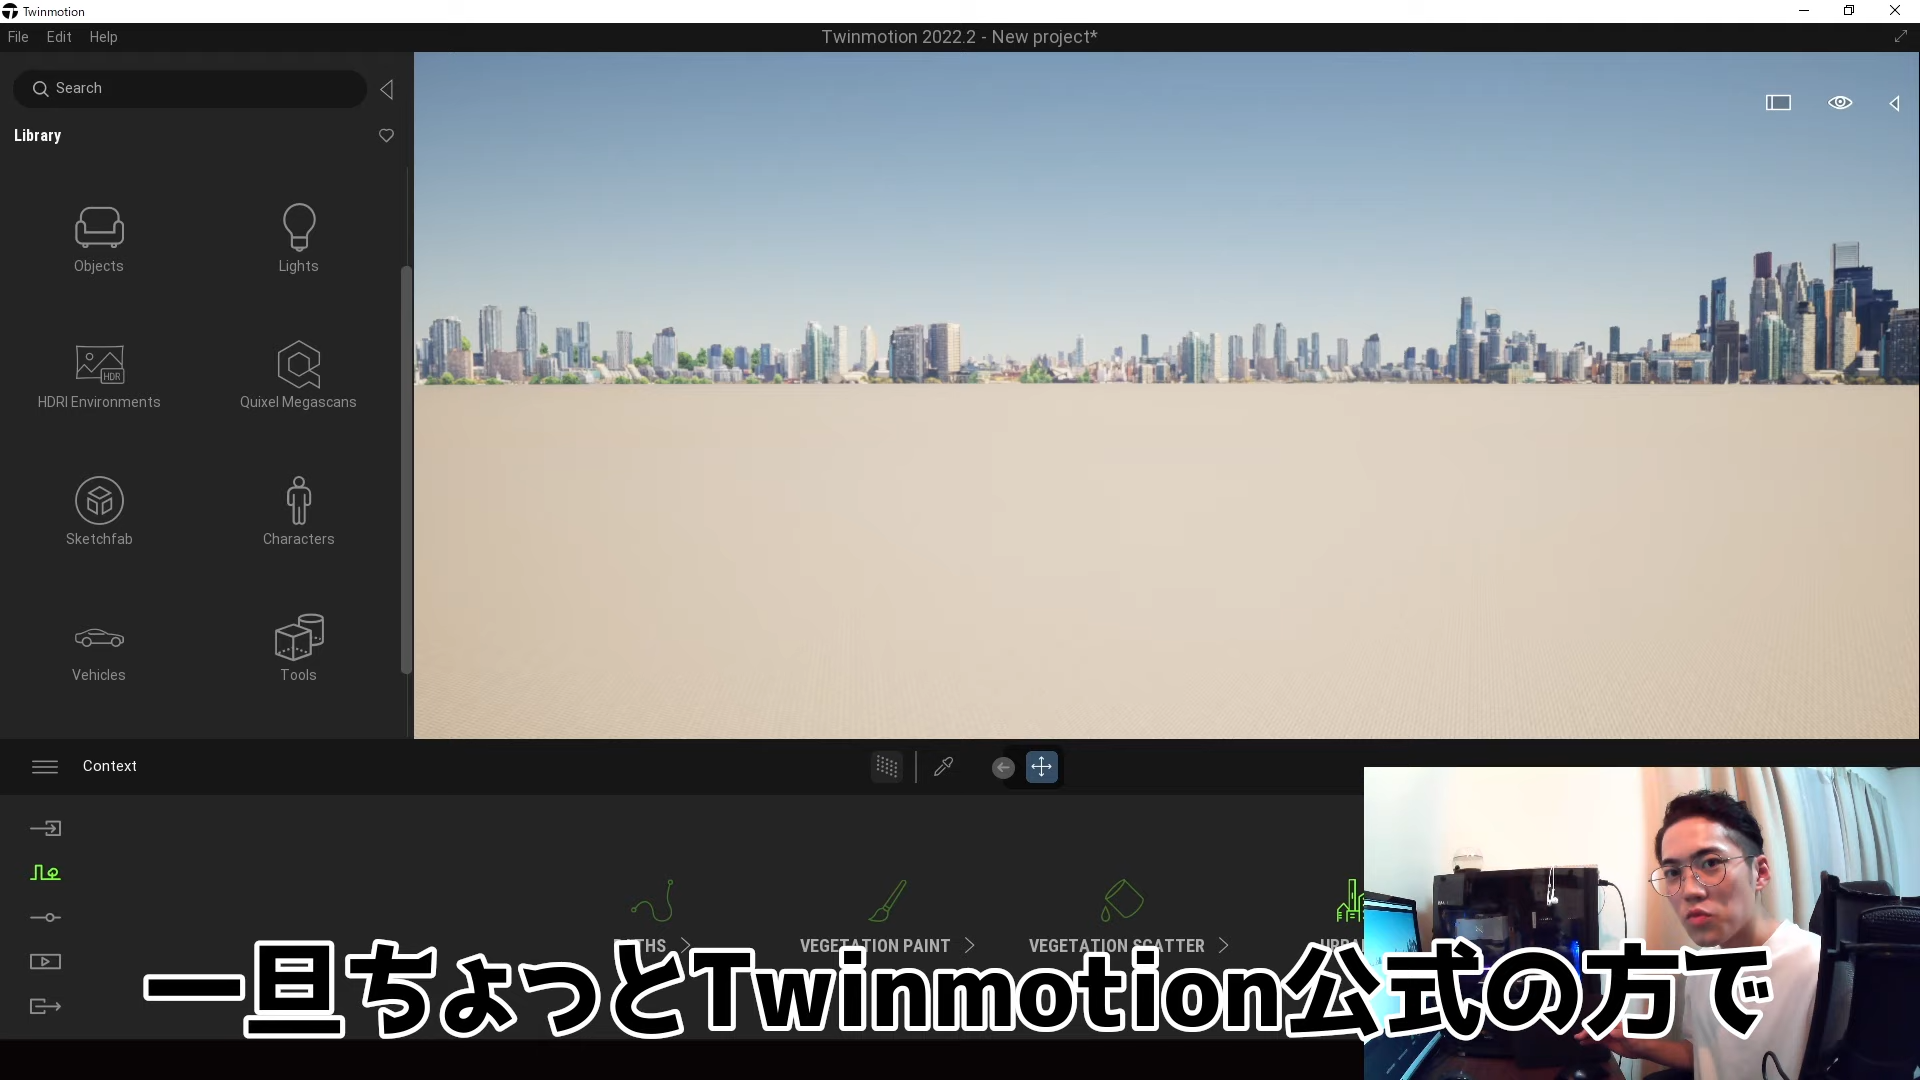 Twinmotion
File Edit Help
Twinmotion 2022.2 - New project*
Search
Library
Objects
Lights
HDR
HDRI Environments
Quixel Megascans
Sketchfab
Characters
Vehicles
Tools
Context
VEGETATION PAINT
VEGETATION SCATTER
一旦ちょっとTwinmotion公式の方で